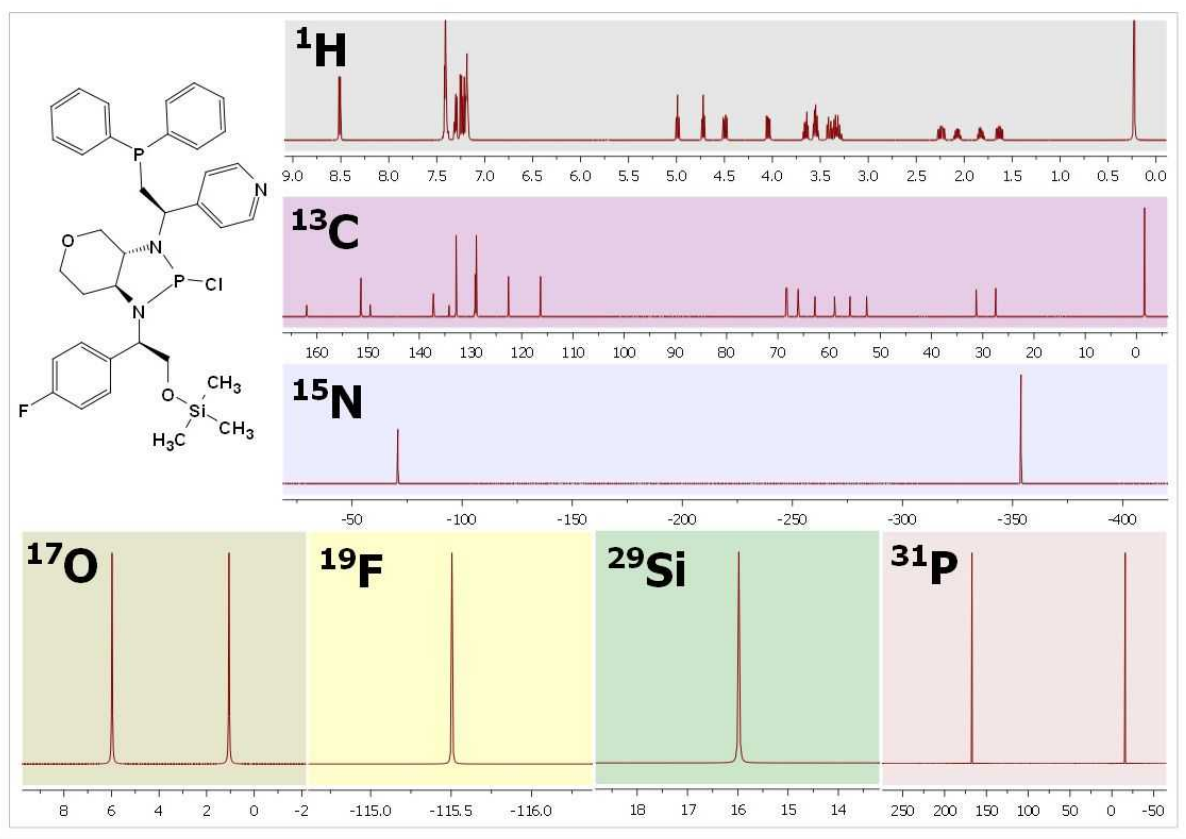 ¹H
9.0 8.5 8.0 7.5 7.0 6.5 6.0 5.5 5.0 4.5 4.0 3.5 3.0 2.5 2.0 1.5 1.0 0.5 0.0
P
N
O
N
P
Cl
N
F
O
Si
CH₃
H₃C
CH₃
¹³C
160 150 140 130 120 110 100 90 80 70 60 50 40 30 20 10 0
¹⁵N
-50 -100 -150 -200 -250 -300 -350 -400
¹⁷O
8 6 4 2 0 -2
¹⁹F
-115.0 -115.5 -116.0
²⁹Si
18 17 16 15 14
³¹P
250 200 150 100 50 0 -50